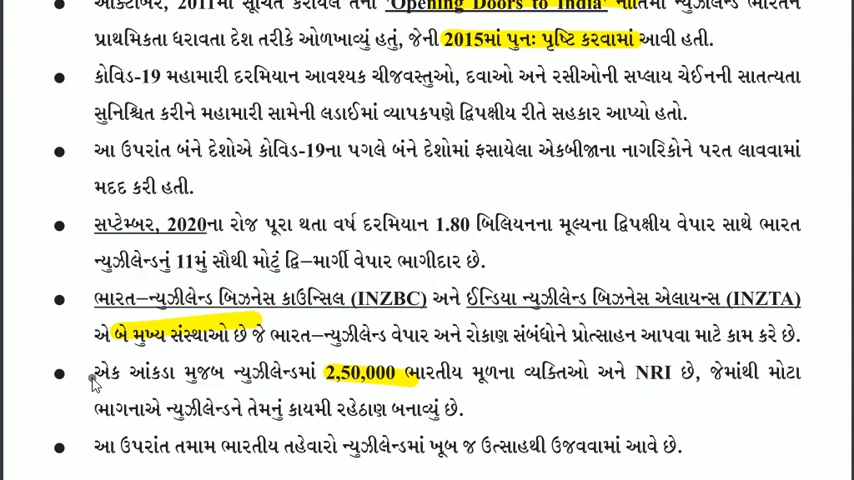 ઓક્ટોબર, 2011માં સૂચિત કરાયેલ તેની 'Opening Doors to India' નીતિમાં ન્યુઝીલેન્ડે ભારતને
પ્રાથમિકતા ધરાવતા દેશ તરીકે ઓળખાવ્યું હતું, જેની 2015માં પુનઃ પૃષ્ટિ કરવામાં આવી હતી.
કોવિડ-19 મહામારી દરમિયાન આવશ્યક ચીજવસ્તુઓ, દવાઓ અને રસીઓની સપ્લાય ચેઈનની સાતત્યતા
સુનિશ્ચિત કરીને મહામારી સામેની લડાઈમાં વ્યાપકપણે દ્વિપક્ષીય રીતે સહકાર આપ્યો હતો.
આ ઉપરાંત બંને દેશોએ કોવિડ-19ના પગલે બંને દેશોમાં ફસાયેલા એકબીજાના નાગરિકોને પરત લાવવામાં
મદદ કરી હતી.
સપ્ટેમ્બર, 2020ના રોજ પૂરા થતા વર્ષ દરમિયાન 1.80 બિલિયનના મૂલ્યના દ્વિપક્ષીય વેપાર સાથે ભારત
ન્યુઝીલેન્ડનું 11મું સૌથી મોટું દ્વિ-માર્ગી વેપાર ભાગીદાર છે.
ભારત-ન્યુઝીલેન્ડ બિઝનેસ કાઉન્સિલ (INZBC) અને ઈન્ડિયા ન્યુઝીલેન્ડ બિઝનેસ એલાયન્સ (INZTA)
એ બે મુખ્ય સંસ્થાઓ છે જે ભારત-ન્યુઝીલેન્ડ વેપાર અને રોકાણ સંબંધોને પ્રોત્સાહન આપવા માટે કામ કરે છે.
એક આંકડા મુજબ ન્યુઝીલેન્ડમાં 2,50,000 ભારતીય મૂળના વ્યક્તિઓ અને NRI છે, જેમાંથી મોટા
ભાગનાએ ન્યુઝીલેન્ડને તેમનું કાયમી રહેઠાણ બનાવ્યું છે.
આ ઉપરાંત તમામ ભારતીય તહેવારો ન્યુઝીલેન્ડમાં ખૂબ જ ઉત્સાહથી ઉજવવામાં આવે છે.